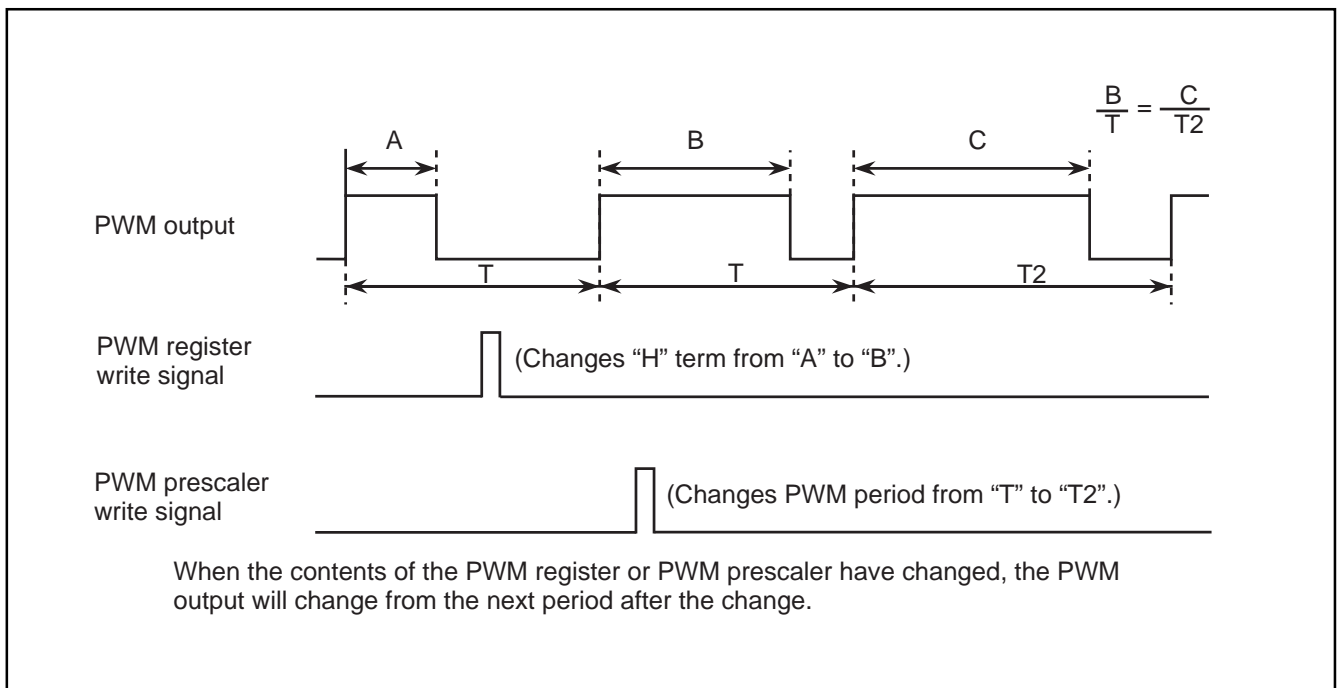 B = C
T T2
A B C
PWM output
T T T2
PWM register
write signal
(Changes “H” term from “A” to “B”.)
PWM prescaler
write signal
(Changes PWM period from “T” to “T2”.)
When the contents of the PWM register or PWM prescaler have changed, the PWM
output will change from the next period after the change.